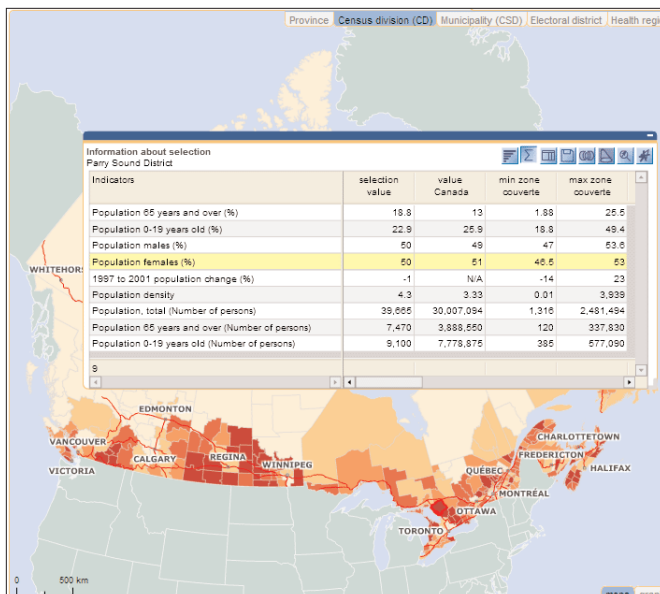 Province Census division (CD) Municipality (CSD) Electoral district Health regi
Information about selection
Parry Sound District
Indicators selection value value Canada min zone couverte max zone couverte
Population 65 years and over (%) 18.8 13 1.88 25.5
Population 0-19 years old (%) 22.9 25.9 18.8 49.4
Population males (%) 50 49 47 53.6
Population females (%) 50 51 46.5 53
1997 to 2001 population change (%) -1 N/A -14 23
Population density 4.3 3.33 0.01 3,939
Population, total (Number of persons) 39,665 30,007,094 1,316 2,481,494
Population 65 years and over (Number of persons) 7,470 3,888,550 120 337,830
Population 0-19 years old (Number of persons) 9,100 7,778,875 385 577,090
9
WHITEHORS
EDMONTON
VANCOUVER
CALGARY
REGINA
WINNIPEG
VICTORIA
CHARLOTTETOWN
FREDERICTON
QUÉBEC
HALIFAX
MONTRÉAL
OTTAWA
TORONTO
0 500 km